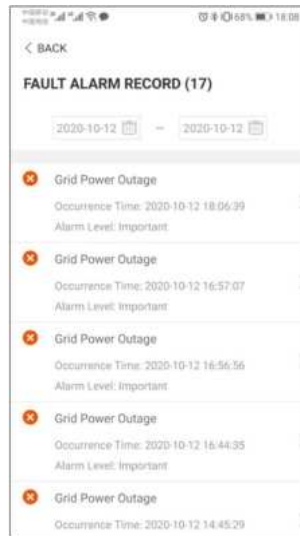 68% 18:08
< BACK
FAULT ALARM RECORD (17)
2020-10-12 – 2020-10-12
Grid Power Outage
Occurrence Time: 2020-10-12 18:06:39
Alarm Level: Important
Grid Power Outage
Occurrence Time: 2020-10-12 16:57:07
Alarm Level: Important
Grid Power Outage
Occurrence Time: 2020-10-12 16:56:56
Alarm Level: Important
Grid Power Outage
Occurrence Time: 2020-10-12 16:44:35
Alarm Level: Important
Grid Power Outage
Occurrence Time: 2020-10-12 14:45:29